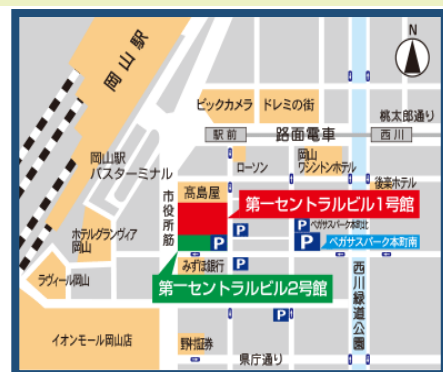 N
岡山駅
ビックカメラ
ドレミの街
桃太郎通り
駅前
路面電車
西川
岡山駅
バスターミナル
ローソン
岡山
ワシントンホテル
後楽ホテル
市役所筋
高島屋
第一セントラルビル1号館
P
P
ペガサスパーク本町北
P
ペガサスパーク本町南
ホテルグランヴィア
岡山
みずほ銀行
P
ラヴィール岡山
第一セントラルビル2号館
西川緑道公園
P
イオンモール岡山店
野村証券
県庁通り